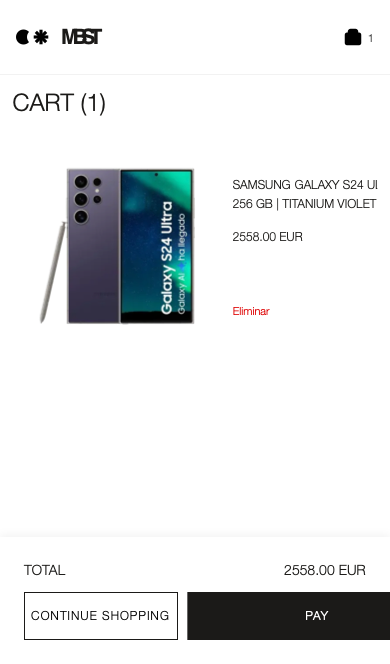 MBST
1
CART (1)
SAMSUNG GALAXY S24 UL
256 GB | TITANIUM VIOLET
2558.00 EUR
Galaxy S24 Ultra
Galaxy AI ha llegado
Eliminar
TOTAL
2558.00 EUR
CONTINUE SHOPPING
PAY